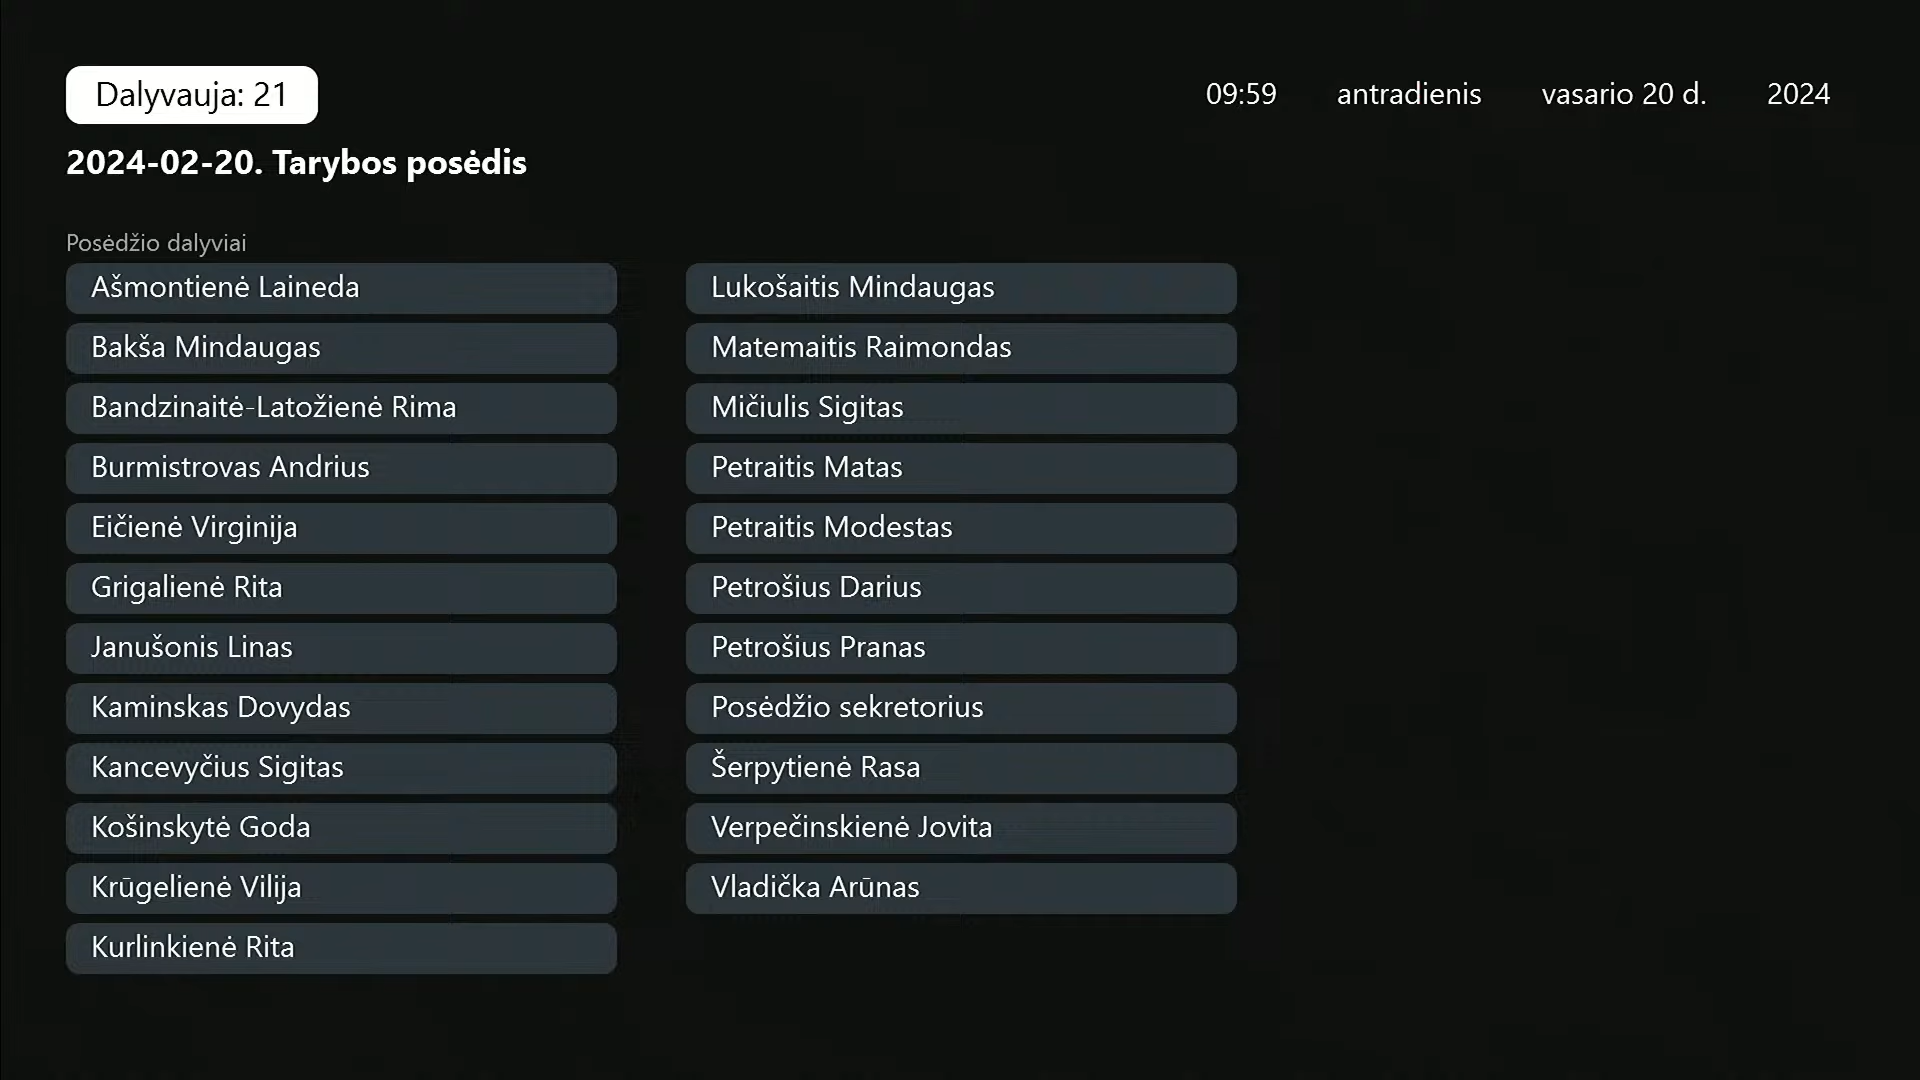 Dalyvauja: 21
09:59 antradienis vasario 20 d. 2024
2024-02-20. Tarybos posėdis
Posėdžio dalyviai
Ašmontienė Laineda
Bakša Mindaugas
Bandzinaitė-Latožienė Rima
Burmistrovas Andrius
Eičienė Virginija
Grigalienė Rita
Janušonis Linas
Kaminskas Dovydas
Kancevyčius Sigitas
Košinskytė Goda
Krūgelienė Vilija
Kurlinkienė Rita
Lukošaitis Mindaugas
Matemaitis Raimondas
Mičiulis Sigitas
Petraitis Matas
Petraitis Modestas
Petrošius Darius
Petrošius Pranas
Posėdžio sekretorius
Šerpytienė Rasa
Verpečinskienė Jovita
Vladička Arūnas